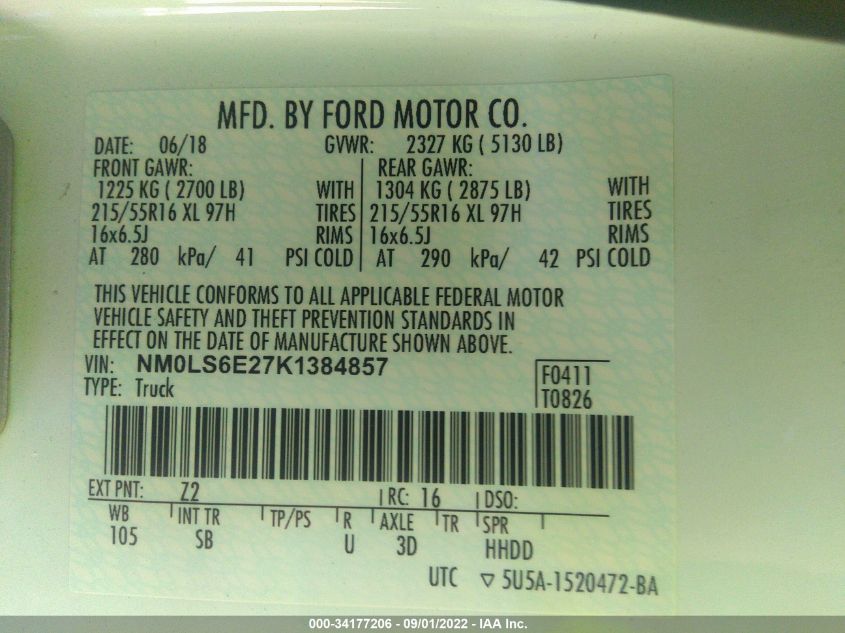 MFD. BY FORD MOTOR CO.
DATE: 06/18 GVWR: 2327 KG ( 5130 LB)
FRONT GAWR: REAR GAWR:
1225 KG ( 2700 LB) WITH 1304 KG ( 2875 LB) WITH
215/55R16 XL 97H TIRES 215/55R16 XL 97H TIRES
16x6.5J RIMS 16x6.5J RIMS
AT 280 kPa/ 41 PSI COLD AT 290 kPa/ 42 PSI COLD
THIS VEHICLE CONFORMS TO ALL APPLICABLE FEDERAL MOTOR
VEHICLE SAFETY AND THEFT PREVENTION STANDARDS IN
EFFECT ON THE DATE OF MANUFACTURE SHOWN ABOVE.
VIN: NM0LS6E27K1384857 F0411
TYPE: Truck T0826
EXT PNT: Z2 RC: 16 DSO:
WB INT TR TP/PS R AXLE TR SPR
105 SB U 3D HHDD
UTC ▽ 5U5A-1520472-BA
000-34177206 - 09/01/2022 - IAA Inc.